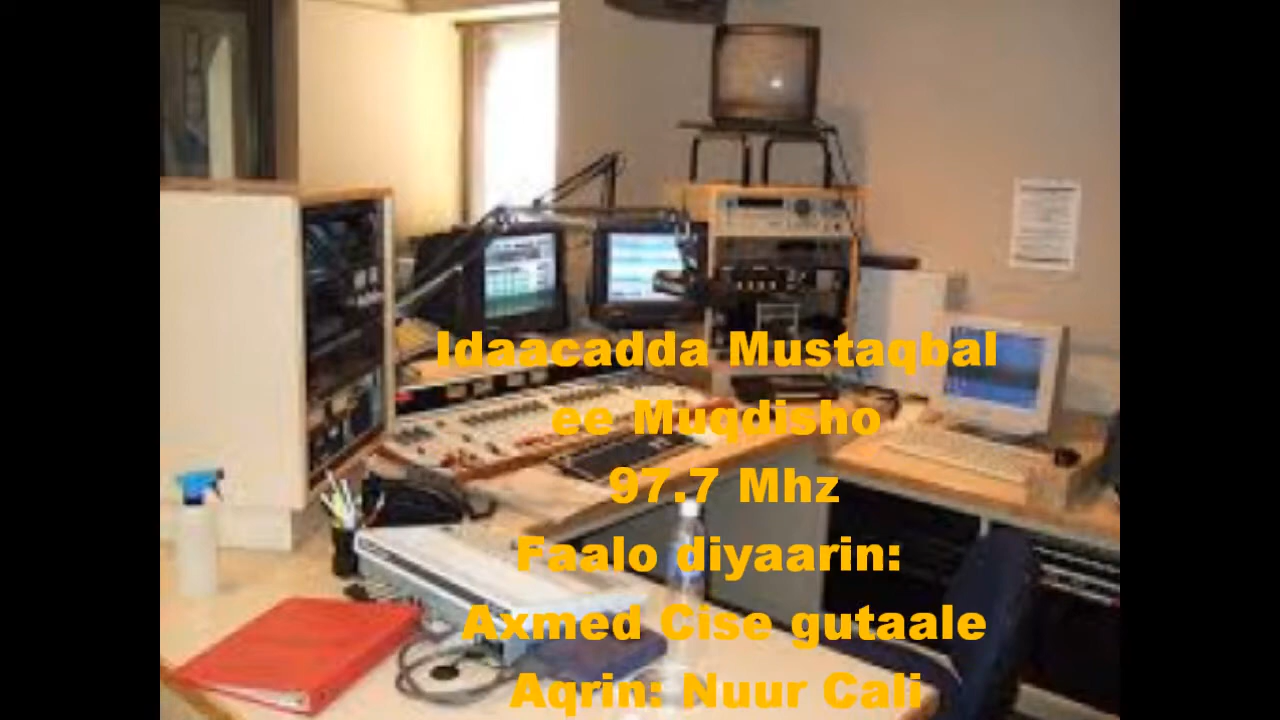 Idaacadda Mustaqbal
ee Muqdisho
97.7 Mhz
Faalo diyaarin:
Axmed Cise gutaale
Aqrin: Nuur Cali